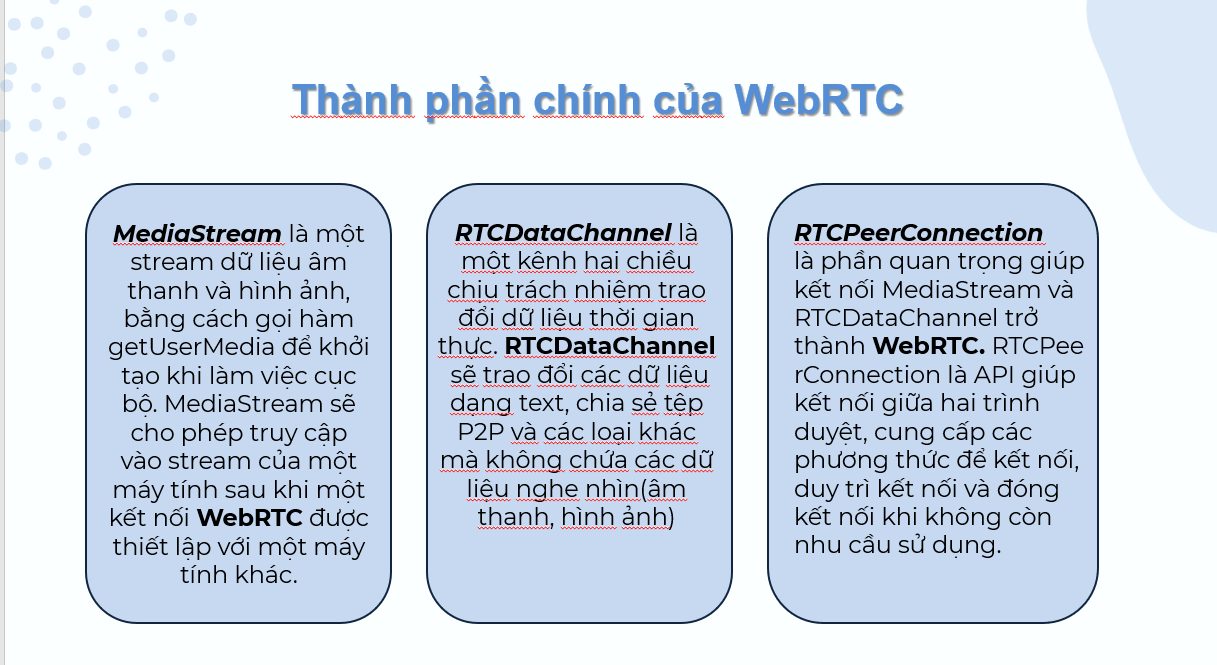 Thành phần chính của WebRTC
MediaStream là một
stream dữ liệu âm
thanh và hình ảnh,
bằng cách gọi hàm
getUserMedia để khởi
tạo khi làm việc cục
bộ. MediaStream sẽ
cho phép truy cập
vào stream của một
máy tính sau khi một
kết nối WebRTC được
thiết lập với một máy
tính khác.
RTCDataChannel là
một kênh hai chiều
chịu trách nhiệm trao
đổi dữ liệu thời gian
thực. RTCDataChannel
sẽ trao đổi các dữ liệu
dạng text, chia sẻ tệp
P2P và các loại khác
mà không chứa các dữ
liệu nghe nhìn(âm
thanh, hình ảnh)
RTCPeerConnection
là phần quan trọng giúp
kết nối MediaStream và
RTCDataChannel trở
thành WebRTC. RTCPee
rConnection là API giúp
kết nối giữa hai trình
duyệt, cung cấp các
phương thức để kết nối,
duy trì kết nối và đóng
kết nối khi không còn
nhu cầu sử dụng.